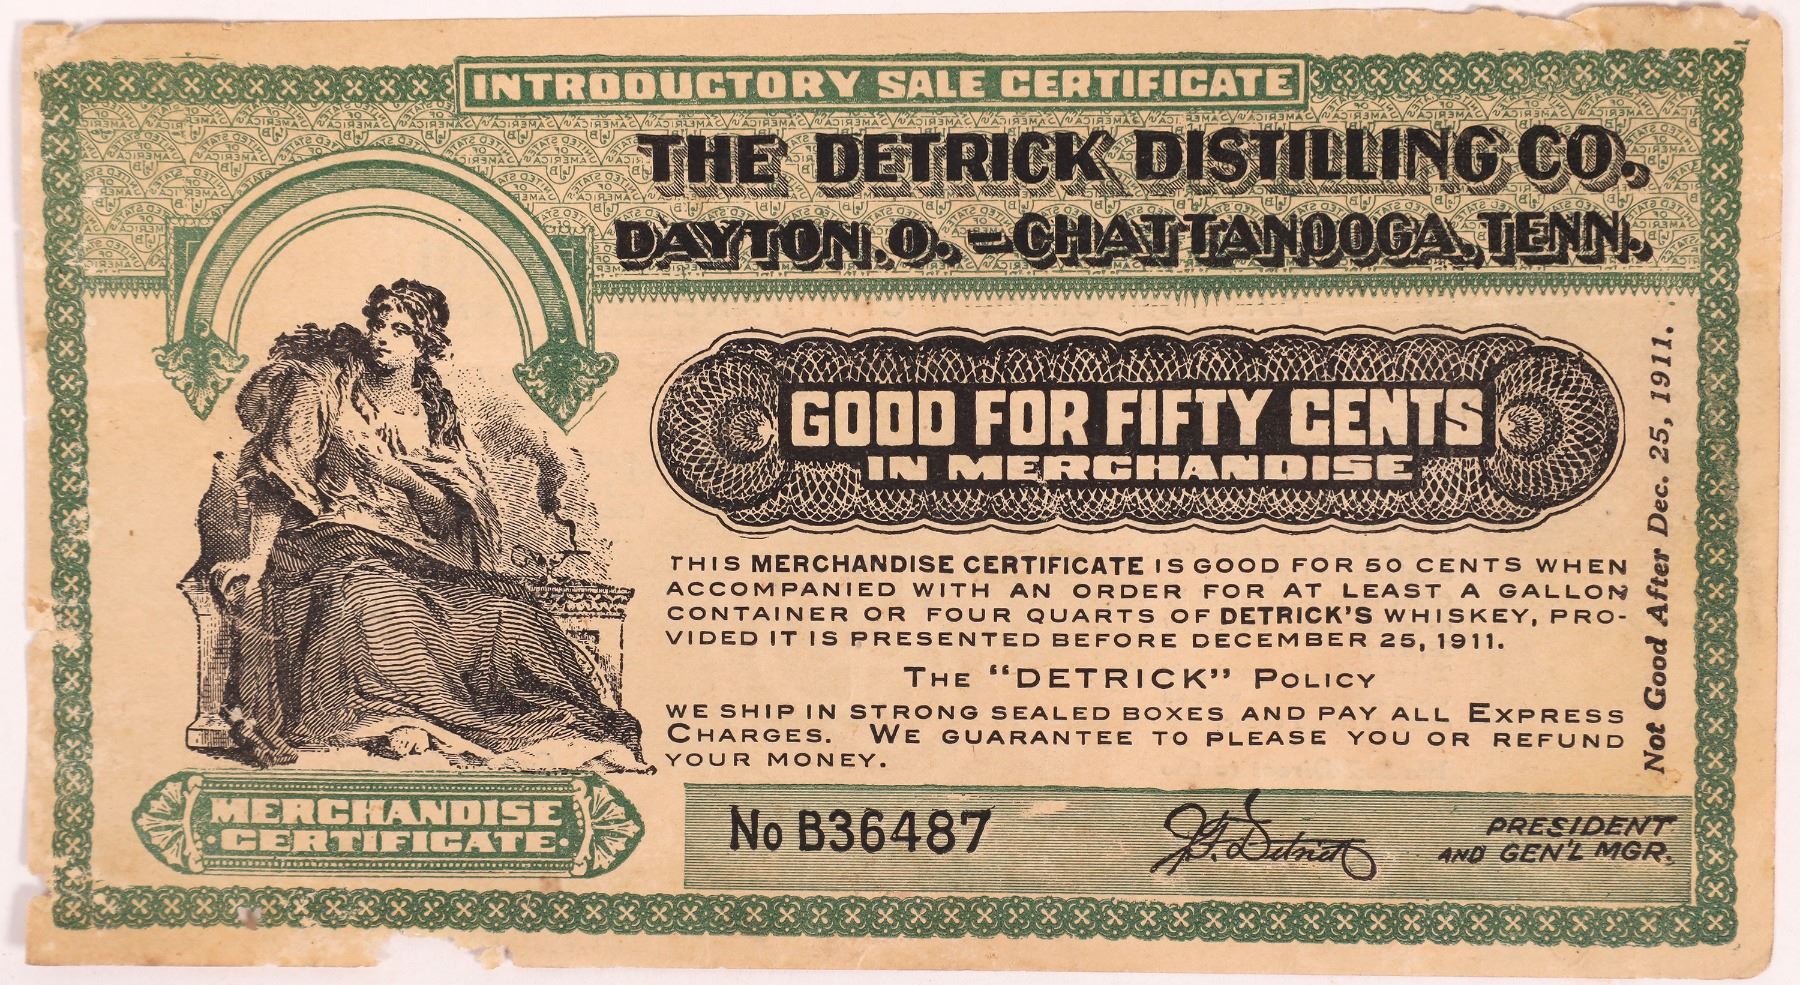 INTRODUCTORY SALE CERTIFICATE
THE DETRICK DISTILLING CO.,
DAYTON, O. - CHATTANOOGA, TENN.,
GOOD FOR FIFTY CENTS
IN MERCHANDISE
THIS MERCHANDISE CERTIFICATE IS GOOD FOR 50 CENTS WHEN
ACCOMPANIED WITH AN ORDER FOR AT LEAST A GALLON
CONTAINER OR FOUR QUARTS OF DETRICK'S WHISKEY, PRO-
VIDED IT IS PRESENTED BEFORE DECEMBER 25, 1911.
THE "DETRICK" POLICY
WE SHIP IN STRONG SEALED BOXES AND PAY ALL EXPRESS
CHARGES. WE GUARANTEE TO PLEASE YOU OR REFUND
YOUR MONEY.
Not Good After Dec. 25, 1911.
MERCHANDISE
·CERTIFICATE·
No B36487
Detrick
PRESIDENT
AND GEN'L MGR.